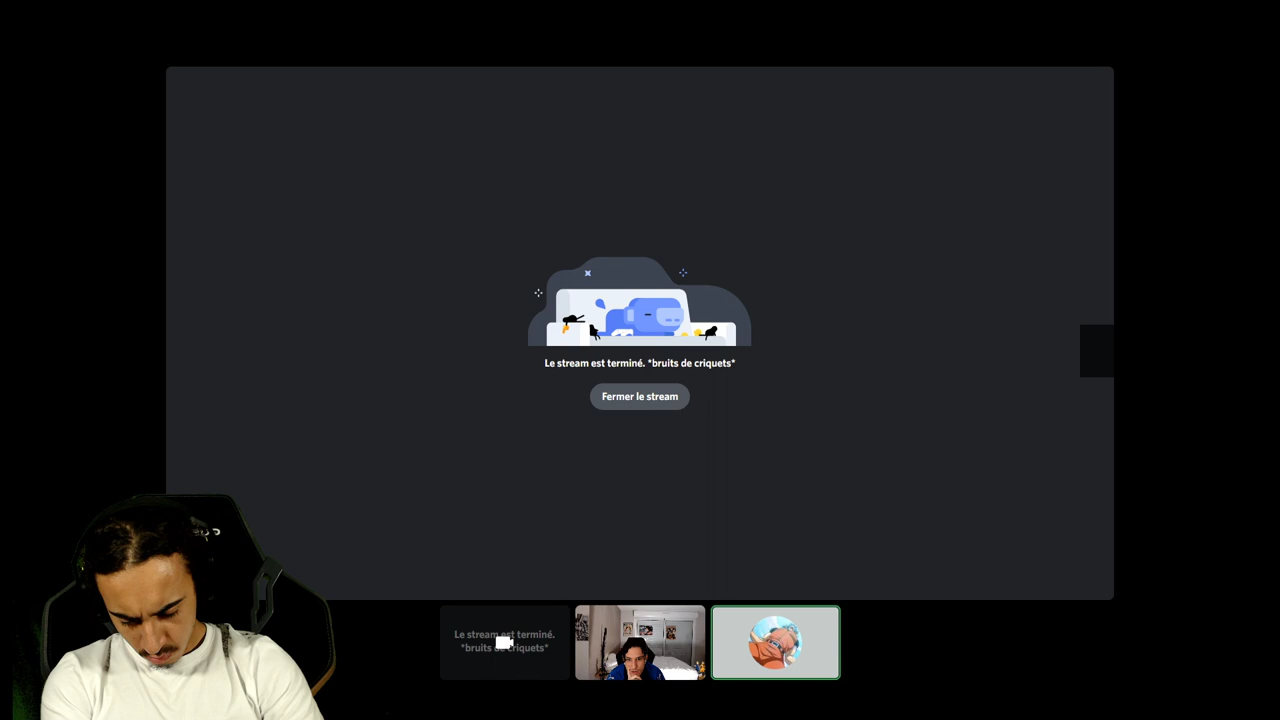 Le stream est terminé. *bruits de criquets*
Fermer le stream
Le stream est terminé.
*bruits de criquets*